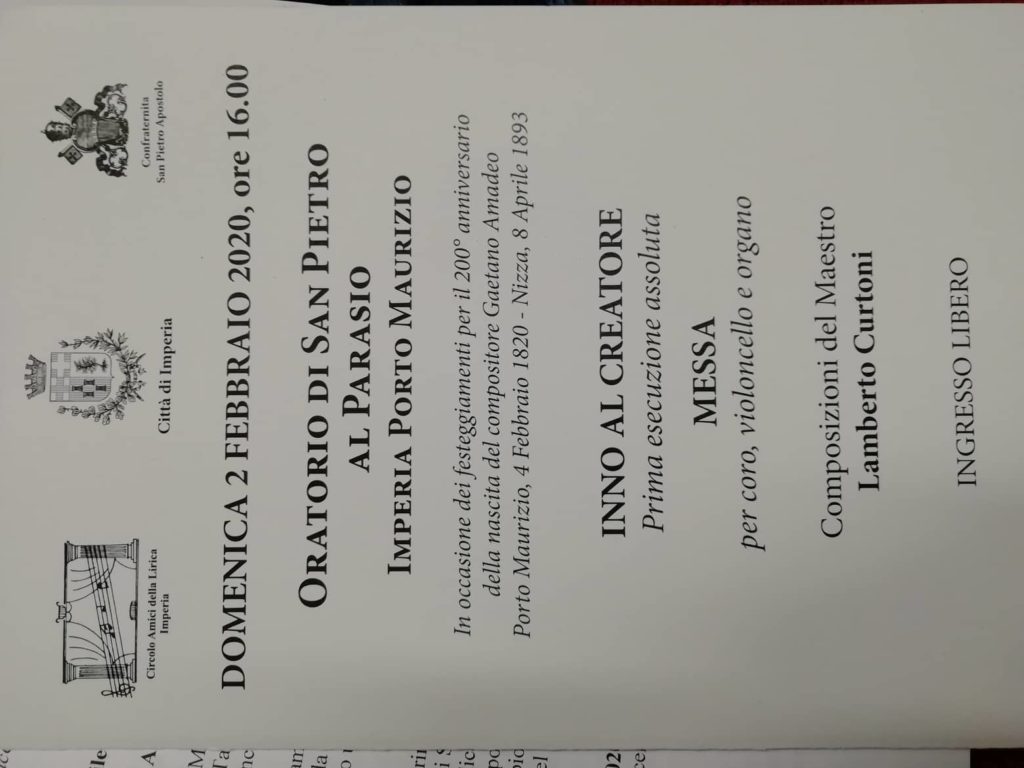 Circolo Amici della Lirica
Imperia
Città di Imperia
Confraternita
San Pietro Apostolo
DOMENICA 2 FEBBRAIO 2020, ore 16.00
ORATORIO DI SAN PIETRO
AL PARASIO
IMPERIA PORTO MAURIZIO
In occasione dei festeggiamenti per il 200° anniversario
della nascita del compositore Gaetano Amadeo
Porto Maurizio, 4 Febbraio 1820 - Nizza, 8 Aprile 1893
INNO AL CREATORE
Prima esecuzione assoluta
MESSA
per coro, violoncello e organo
Composizioni del Maestro
Lamberto Curtoni
INGRESSO LIBERO